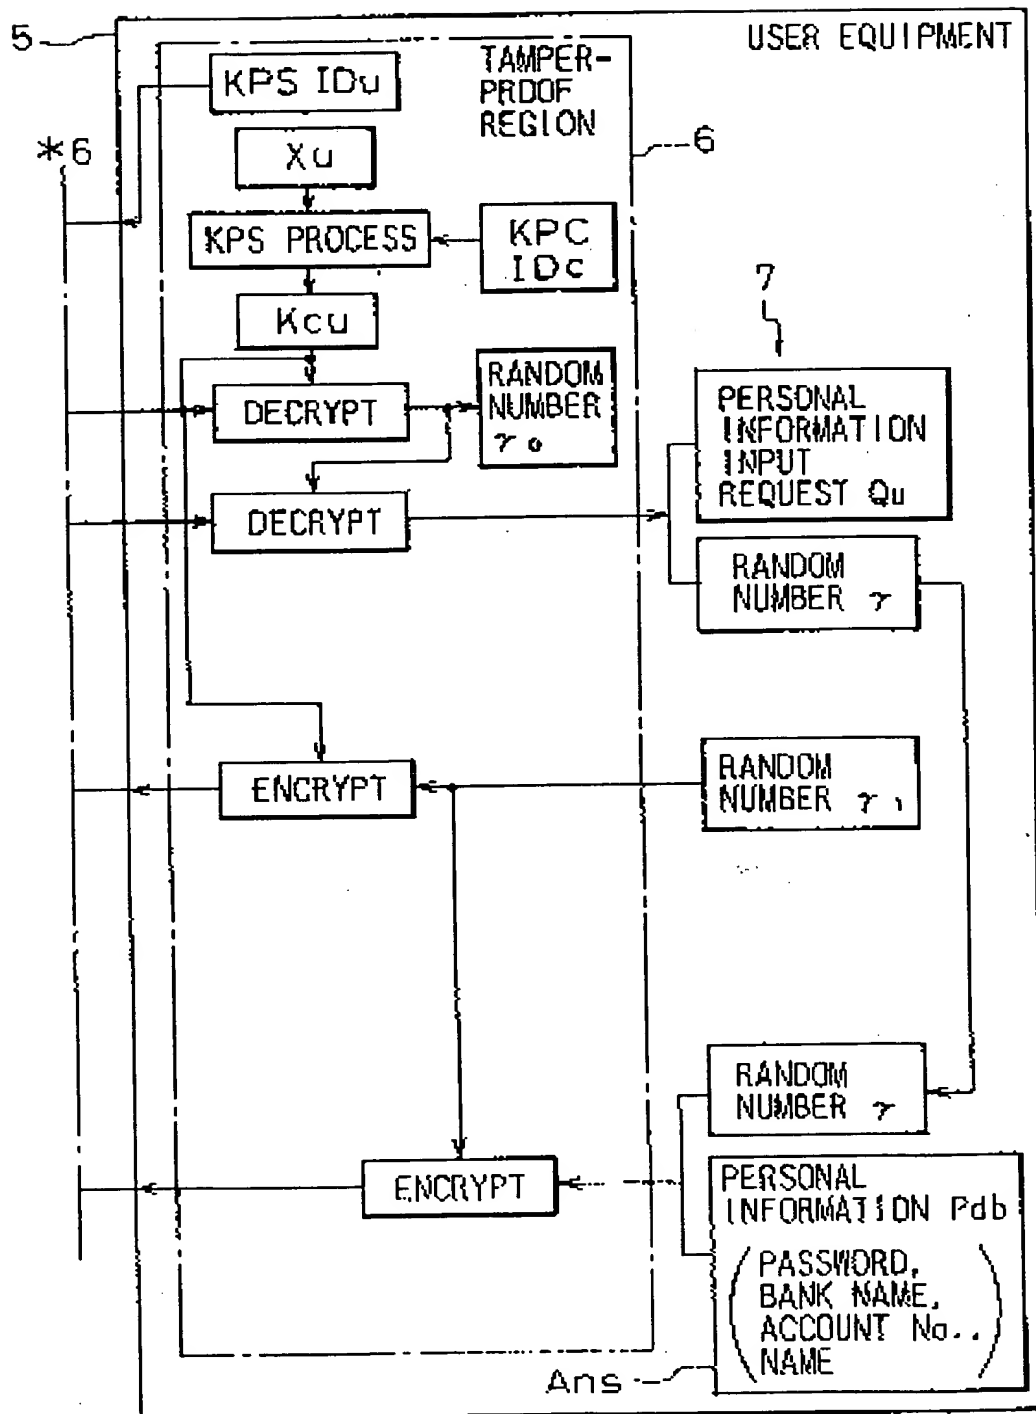 5
USER EQUIPMENT
KPS IDu
TAMPER-
PROOF
REGION
6
*6
Xu
KPS PROCESS
KPC
IDc
7
Kcu
DECRYPT
RANDOM
NUMBER
γ0
PERSONAL
INFORMATION
INPUT
REQUEST Qu
DECRYPT
RANDOM
NUMBER γ
ENCRYPT
RANDOM
NUMBER γ1
RANDOM
NUMBER γ
ENCRYPT
PERSONAL
INFORMATION Pdb
(PASSWORD,
BANK NAME,
ACCOUNT No.,
NAME)
Ans